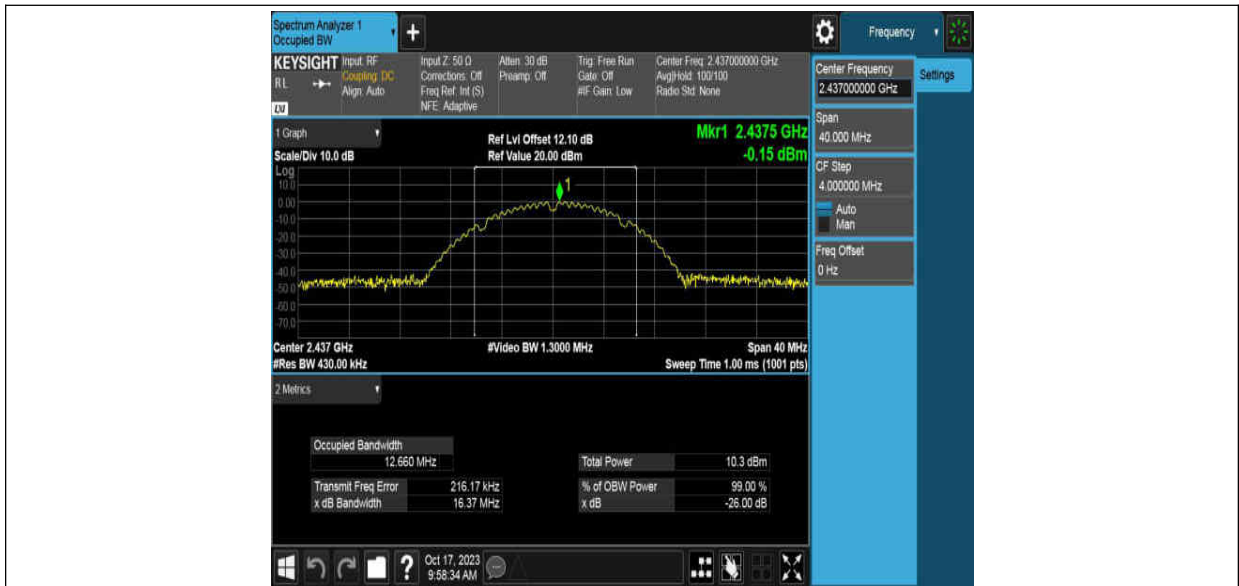 Spectrum Analyzer 1
Occupied BW
+
Frequency
KEYSIGHT Input: RF
R L
Coupling: DC
Align: Auto
LXI
Input Z: 50 Ω
Corrections: Off
Freq Ref: Int (S)
NFE: Adaptive
Atten: 30 dB
Preamp: Off
Trig: Free Run
Gate: Off
#IF Gain: Low
Center Freq: 2.437000000 GHz
Avg|Hold: 100/100
Radio Std: None
Center Frequency
2.437000000 GHz
Settings
Span
40.000 MHz
CF Step
4.000000 MHz
Auto
Man
Freq Offset
0 Hz
1 Graph
Scale/Div 10.0 dB
Ref Lvl Offset 12.10 dB
Ref Value 20.00 dBm
Mkr1 2.4375 GHz
-0.15 dBm
Log
10.0
0.00
-10.0
-20.0
-30.0
-40.0
-50.0
-60.0
-70.0
1
Center 2.437 GHz
#Video BW 1.3000 MHz
Span 40 MHz
#Res BW 430.00 kHz
Sweep Time 1.00 ms (1001 pts)
2 Metrics
Occupied Bandwidth
12.660 MHz
Total Power 10.3 dBm
Transmit Freq Error 216.17 kHz
% of OBW Power 99.00 %
x dB Bandwidth 16.37 MHz
x dB -26.00 dB
?
Oct 17, 2023
9:58:34 AM